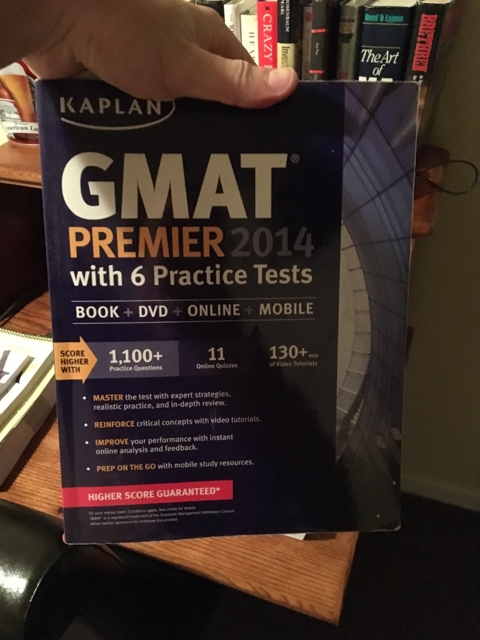 CRAZY
Invest
Reed & Lajoux
The Art
of
KAPLAN
GMAT®
PREMIER 2014
with 6 Practice Tests
BOOK + DVD + ONLINE + MOBILE
SCORE
HIGHER
WITH
1,100+
Practice Questions
11
Online Quizzes
130+ min
of Video Tutorials
• MASTER the test with expert strategies,
realistic practice, and in-depth review.
• REINFORCE critical concepts with video tutorials.
• IMPROVE your performance with instant
online analysis and feedback.
• PREP ON THE GO with mobile study resources.
HIGHER SCORE GUARANTEED*